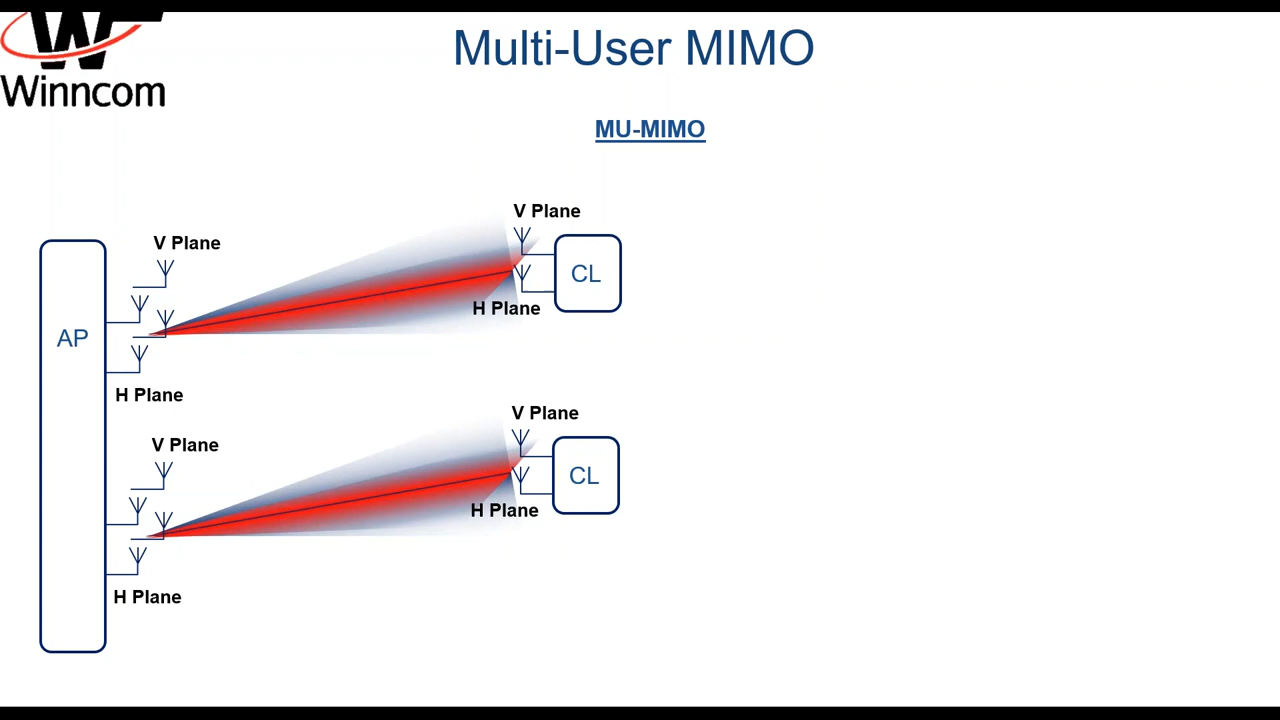 Winncom
Multi-User MIMO
MU-MIMO
V Plane
V Plane
CL
H Plane
AP
H Plane
V Plane
V Plane
CL
H Plane
H Plane